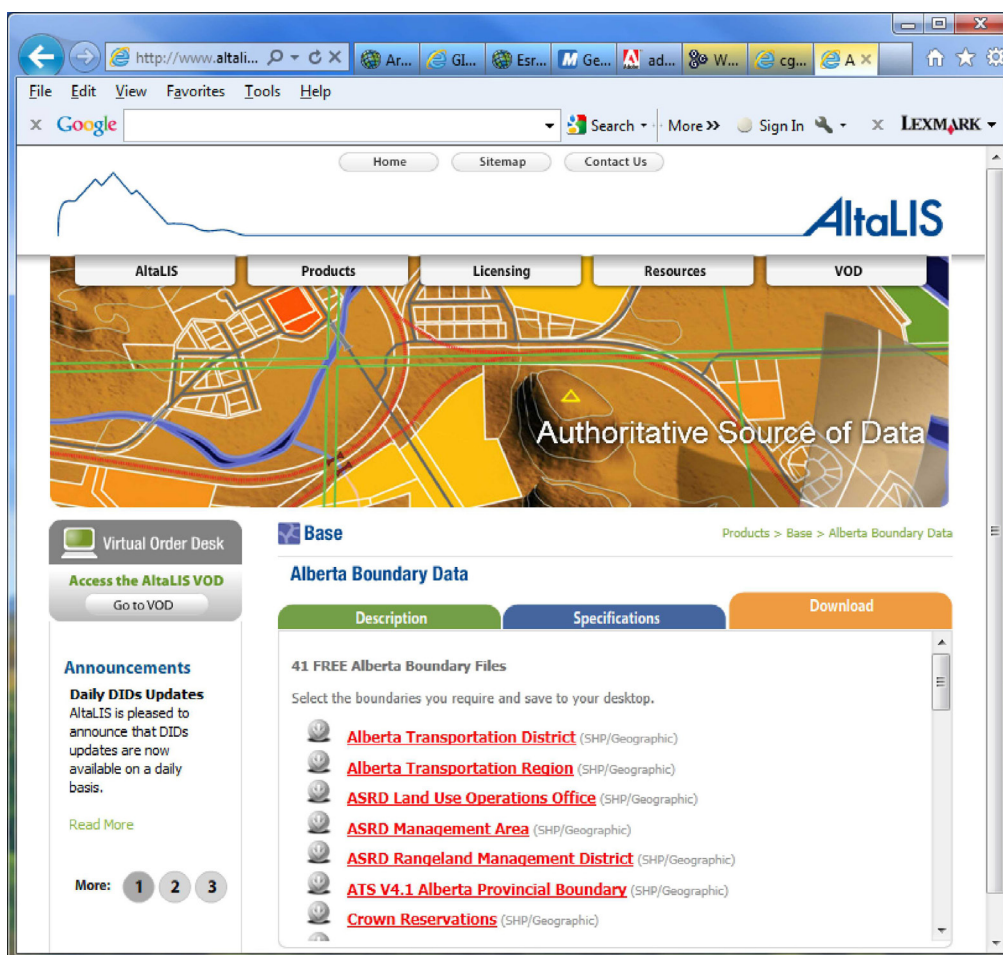 http://www.altali...
Ar...
GI...
Esr...
Ge...
ad...
W...
cg...
A
File Edit View Favorites Tools Help
x Google Search More >> Sign In x LEXMARK
Home Sitemap Contact Us
AltaLIS
AltaLIS Products Licensing Resources VOD
Authoritative Source of Data
Virtual Order Desk
Access the AltaLIS VOD
Go to VOD
Announcements
Daily DIDs Updates
AltaLIS is pleased to
announce that DIDs
updates are now
available on a daily
basis.
Read More
More: 1 2 3
Base
Products > Base > Alberta Boundary Data
Alberta Boundary Data
Description Specifications Download
41 FREE Alberta Boundary Files
Select the boundaries you require and save to your desktop.
Alberta Transportation District (SHP/Geographic)
Alberta Transportation Region (SHP/Geographic)
ASRD Land Use Operations Office (SHP/Geographic)
ASRD Management Area (SHP/Geographic)
ASRD Rangeland Management District (SHP/Geographic)
ATS V4.1 Alberta Provincial Boundary (SHP/Geographic)
Crown Reservations (SHP/Geographic)